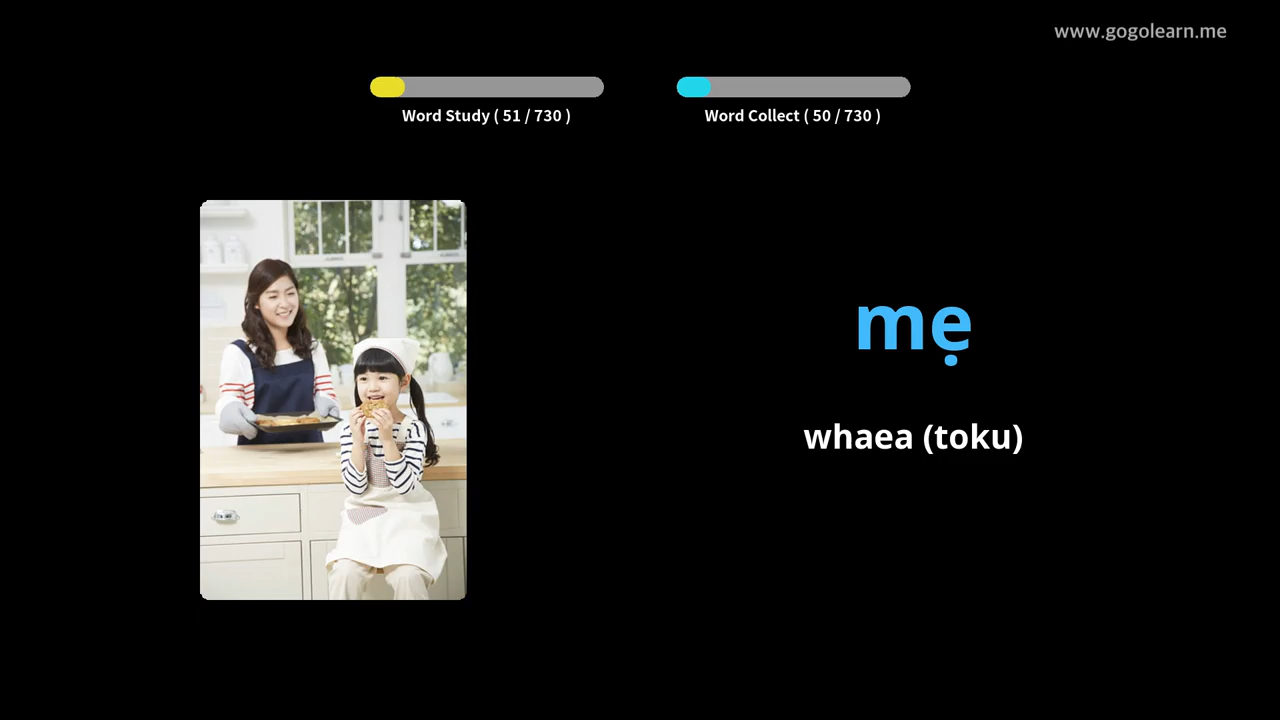 www.gogolearn.me
Word Study ( 51 / 730 )
Word Collect ( 50 / 730 )
mẹ
whaea (toku)